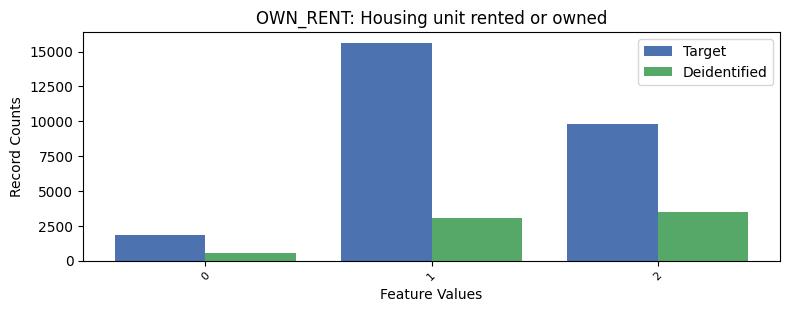 OWN_RENT: Housing unit rented or owned
Target
Deidentified
Record Counts
15000
12500
10000
7500
5000
2500
0
0
1
2
Feature Values